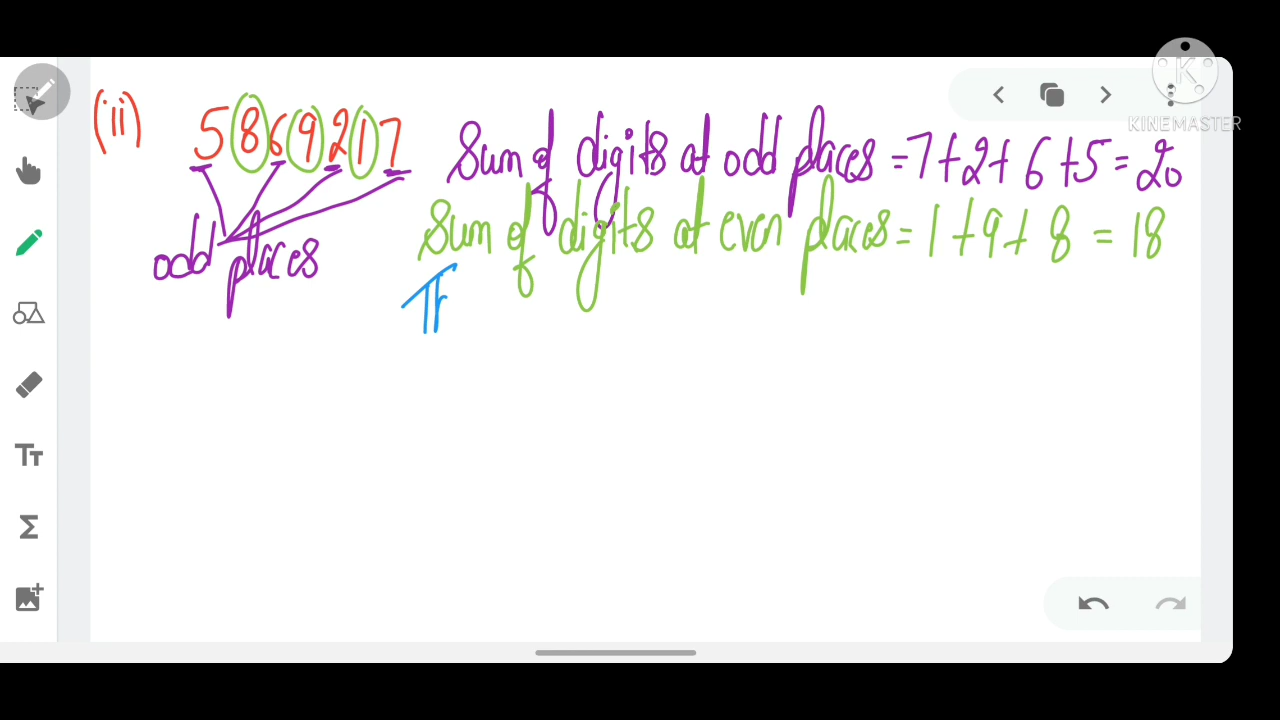 (ii) 5869217 Sum of digits at odd places = 7+2+6+5=20
Sum of digits at even places = 1+9+8 = 18
odd places
Tt
Σ
K
KINEMASTER